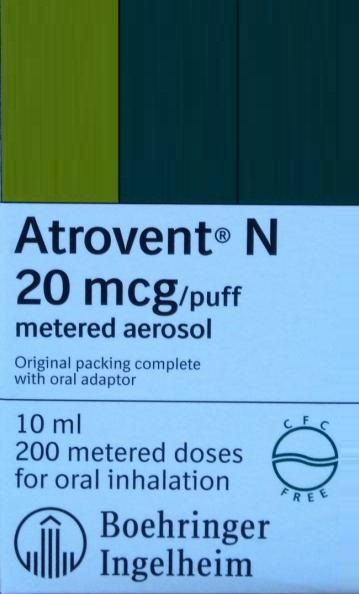 Atrovent® N
20 mcg/puff
metered aerosol
Original packing complete
with oral adaptor
10 ml
200 metered doses
for oral inhalation
CFC
FREE
Boehringer
Ingelheim